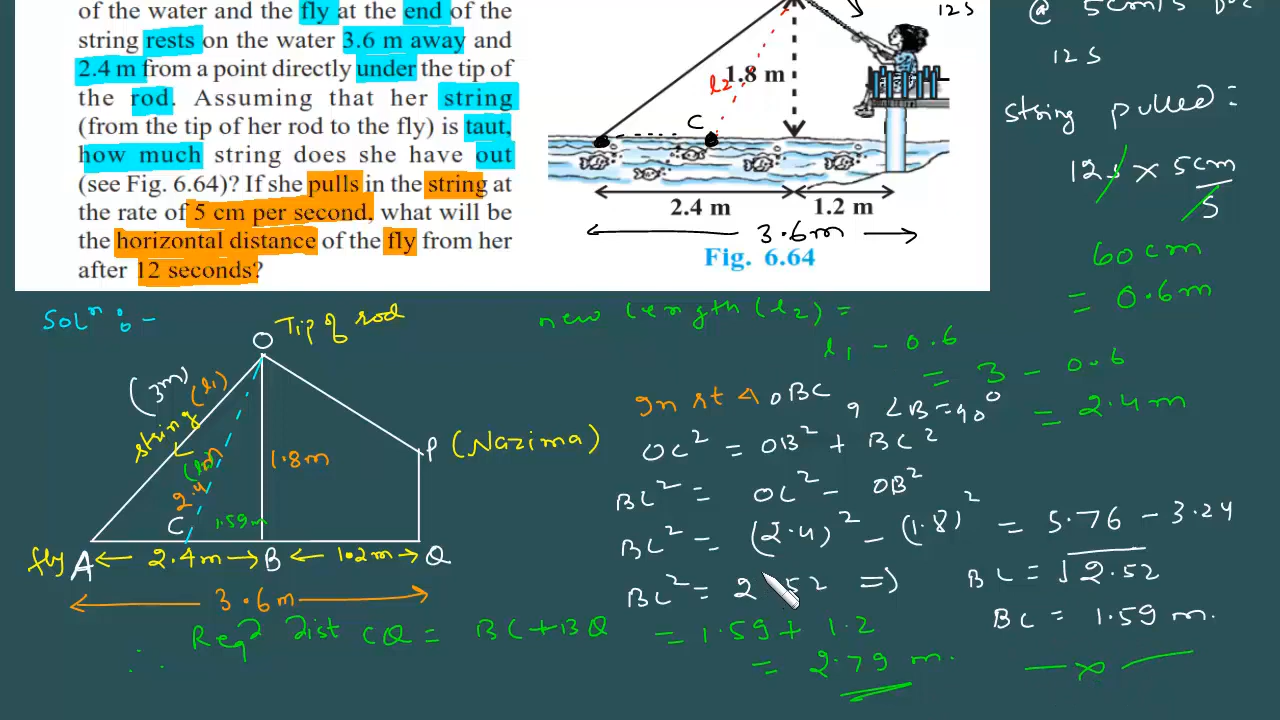 of the water and the fly at the end of the
string rests on the water 3.6 m away and
2.4 m from a point directly under the tip of
the rod. Assuming that her string
(from the tip of her rod to the fly) is taut,
how much string does she have out
(see Fig. 6.64)? If she pulls in the string at
the rate of 5 cm per second, what will be
the horizontal distance of the fly from her
after 12 seconds?
12 s
l2
1.8 m
C
2.4 m
1.2 m
3.6m
Fig. 6.64
@ 5cm/s for
12 s
string pulled =
12s × 5cm/s
60cm
= 0.6m
Solⁿ :-
O Tip of rod
(3m) (l1)
string
1.8m
P (Nazima)
2.4
C
1.59m
fly A 2.4m B 1.2m Q
3.6m
new length (l2) =
l1 - 0.6
= 3 - 0.6
= 2.4m
In rt △ OBC, ∠B=90°
OC² = OB² + BC²
BC² = OC² - OB²
BC² = (2.4)² - (1.8)² = 5.76 - 3.24
BC² = 2.52 => BC = √2.52
BC = 1.59 m.
∴ Reqd Dist CQ = BC+BQ = 1.59 + 1.2
= 2.79 m.
—x—